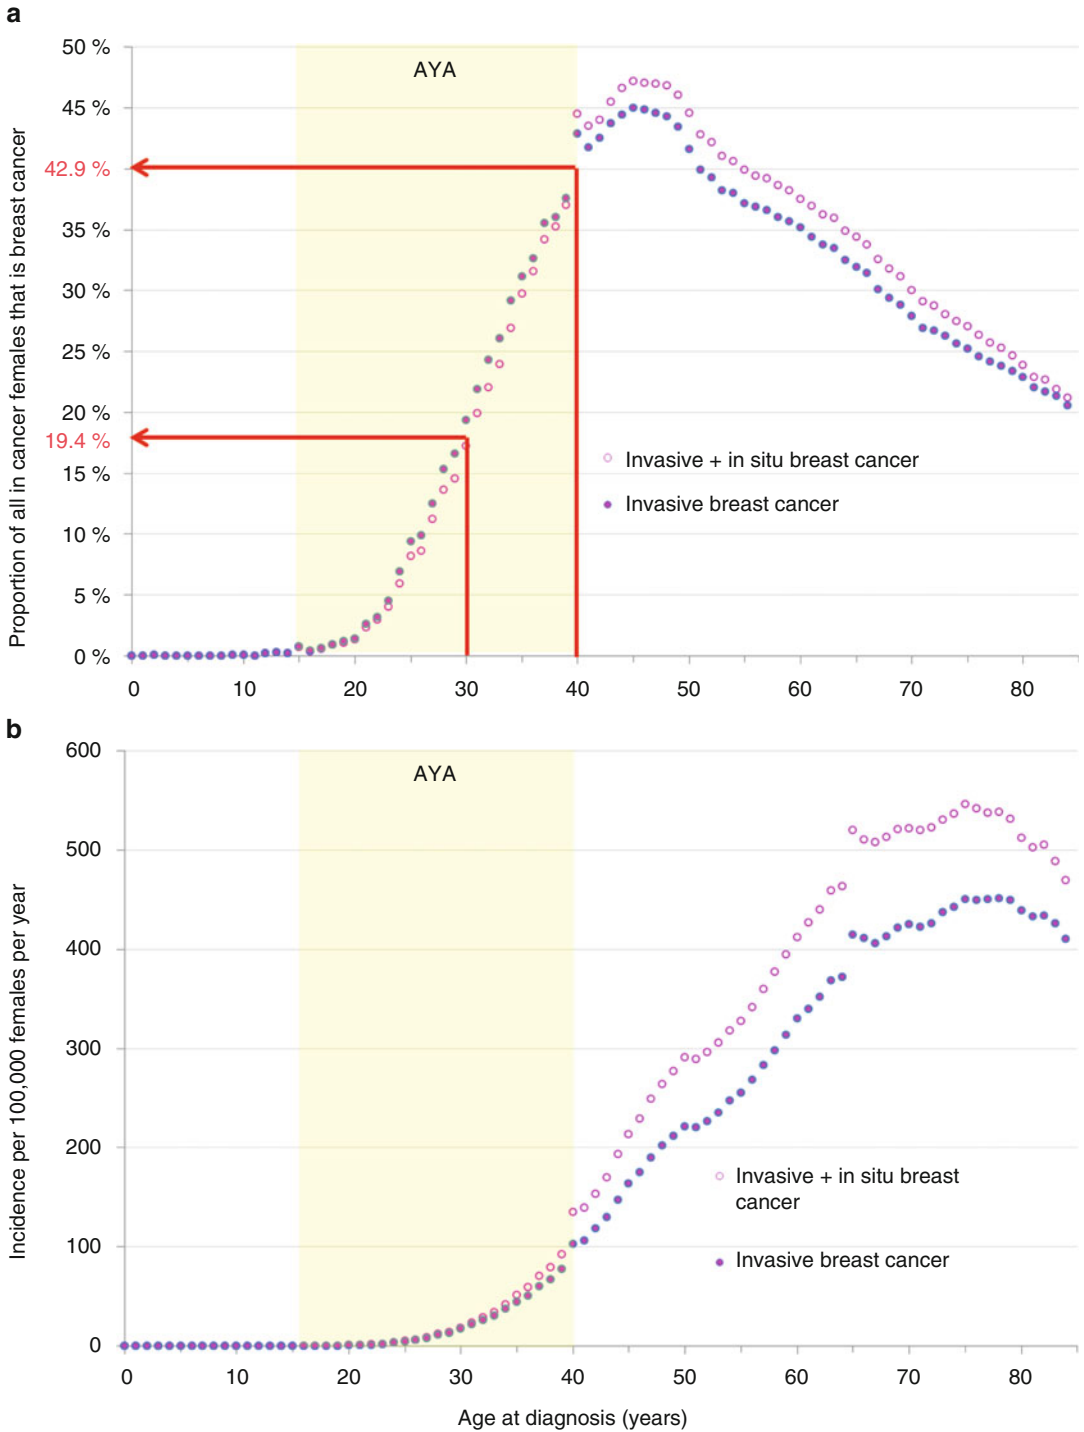 a
Proportion of all in cancer females that is breast cancer
50 %
45 %
42.9 %
35 %
30 %
25 %
20 %
19.4 %
15 %
10 %
5 %
0 %
AYA
Invasive + in situ breast cancer
Invasive breast cancer
0 10 20 30 40 50 60 70 80
b
Incidence per 100,000 females per year
600
500
400
300
200
100
0
AYA
Invasive + in situ breast
cancer
Invasive breast cancer
0 10 20 30 40 50 60 70 80
Age at diagnosis (years)